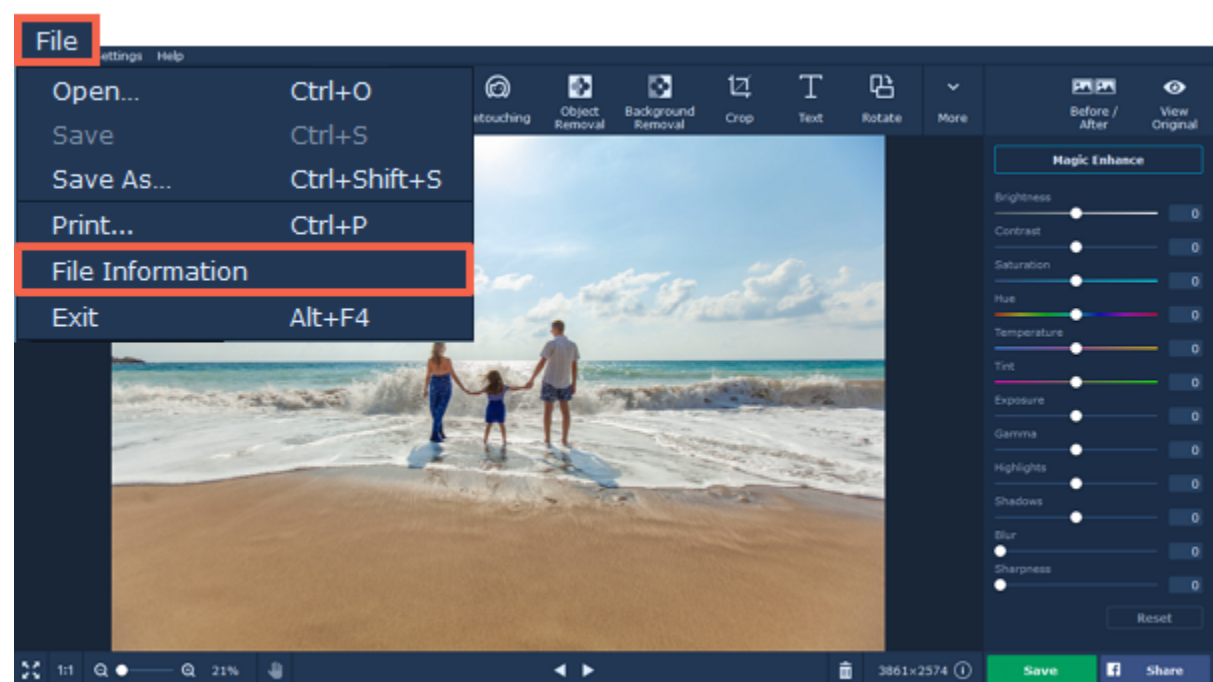 File
ettings Help
Open... Ctrl+O
Save Ctrl+S
Save As... Ctrl+Shift+S
Print... Ctrl+P
File Information
Exit Alt+F4
etouching
Object
Removal
Background
Removal
Crop
Text
Rotate
More
Before /
After
View
Original
Magic Enhance
Brightness
0
Contrast
0
Saturation
0
Hue
0
Temperature
0
Tint
0
Exposure
0
Gamma
0
Highlights
0
Shadows
0
Blur
0
Sharpness
0
Reset
1:1 21% 3861×2574 Save Share